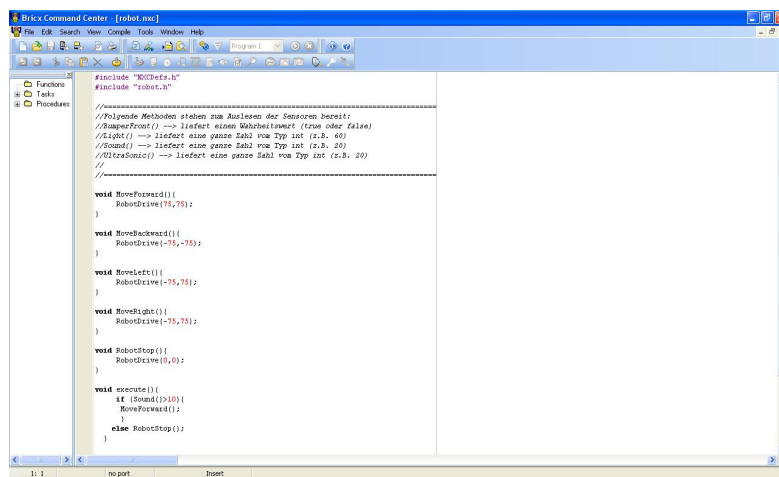 Bricx Command Center - [robot.nxc]
File Edit Search View Compile Tools Window Help
Program 1
Functions
Tasks
Procedures
#include "NXCDefs.h"
#include "robot.h"
//==================================================================
//Folgende Methoden stehen zum Auslesen der Sensoren bereit:
//BumperFront() --> liefert einen Wahrheitswert (true oder false)
//Light() --> liefert eine ganze Zahl vom Typ int (z.B. 60)
//Sound() --> liefert eine ganze Zahl vom Typ int (z.B. 20)
//UltraSonic() --> liefert eine ganze Zahl vom Typ int (z.B. 20)
//
//==================================================================
void MoveForward(){
RobotDrive(75,75);
}
void MoveBackward(){
RobotDrive(-75,-75);
}
void MoveLeft(){
RobotDrive(-75,75);
}
void MoveRight(){
RobotDrive(-75,75);
}
void RobotStop(){
RobotDrive(0,0);
}
void execute(){
if (Sound()>10){
MoveForward();
}
else RobotStop();
}
1: 1 no port Insert